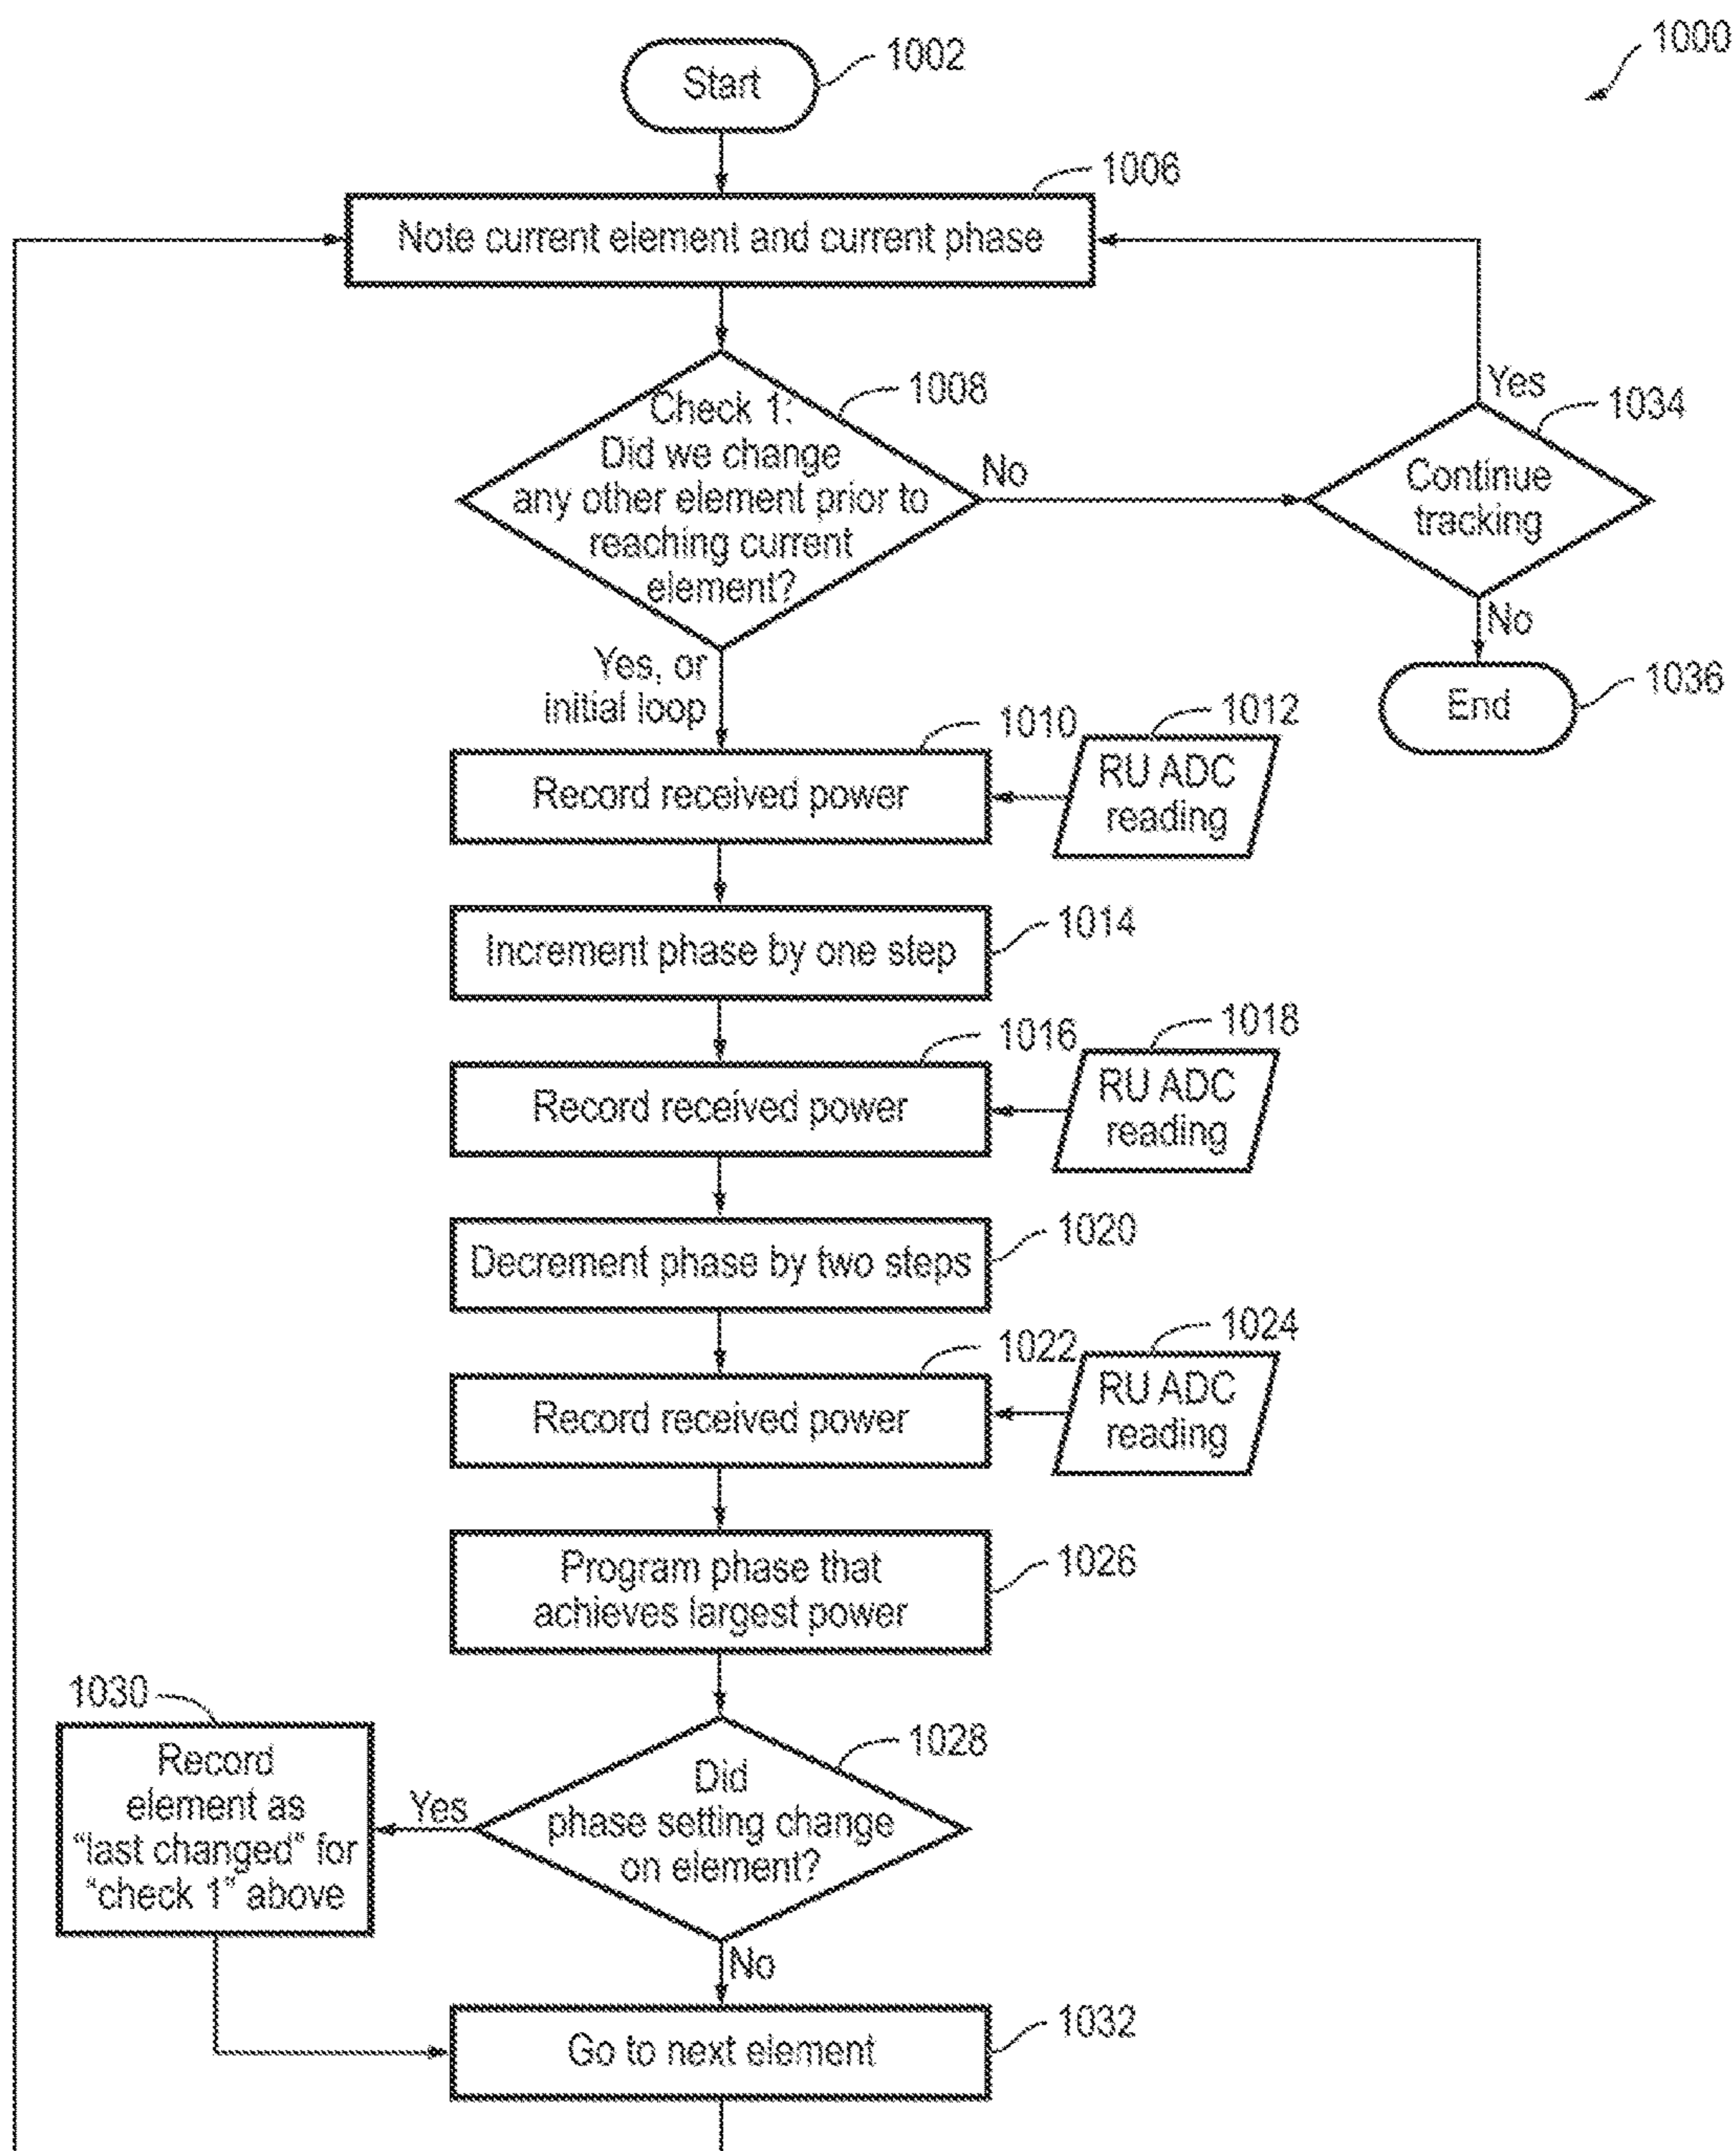 1000
Start
1002
1006
Note current element and current phase
Check 1:
Did we change
any other element prior to
reaching current
element?
1008
No
Yes
1034
Continue
tracking
No
End
1036
Yes, or
initial loop
1010
Record received power
1012
RU ADC
reading
Increment phase by one step
1014
1016
Record received power
1018
RU ADC
reading
Decrement phase by two steps
1020
1022
Record received power
1024
RU ADC
reading
Program phase that
achieves largest power
1026
1028
Did
phase setting change
on element?
Yes
1030
Record
element as
“last changed” for
“check 1” above
No
Go to next element
1032